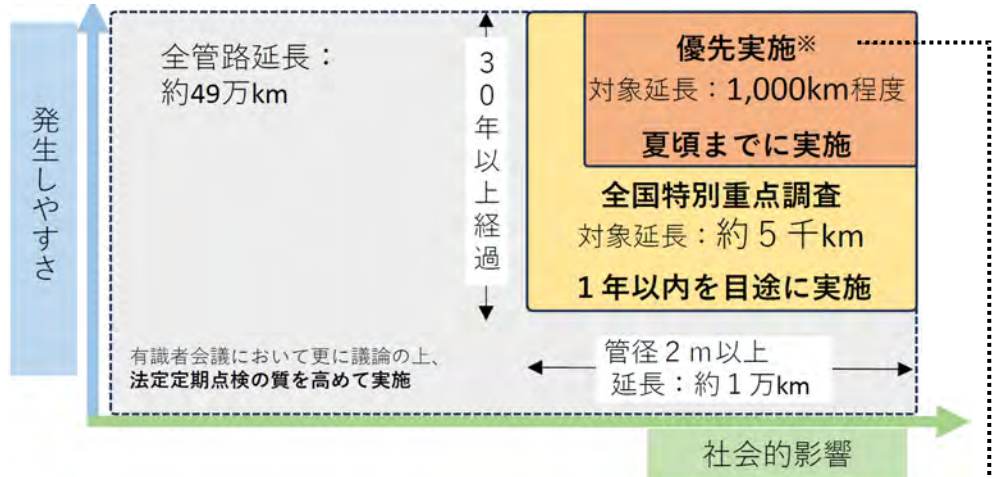 発生しやすさ
全管路延長：
約49万km
30年以上経過
優先実施※
対象延長：1,000km程度
夏頃までに実施
全国特別重点調査
対象延長：約５千km
１年以内を目途に実施
有識者会議において更に議論の上、
法定定期点検の質を高めて実施
管径２ｍ以上
延長：約１万km
社会的影響